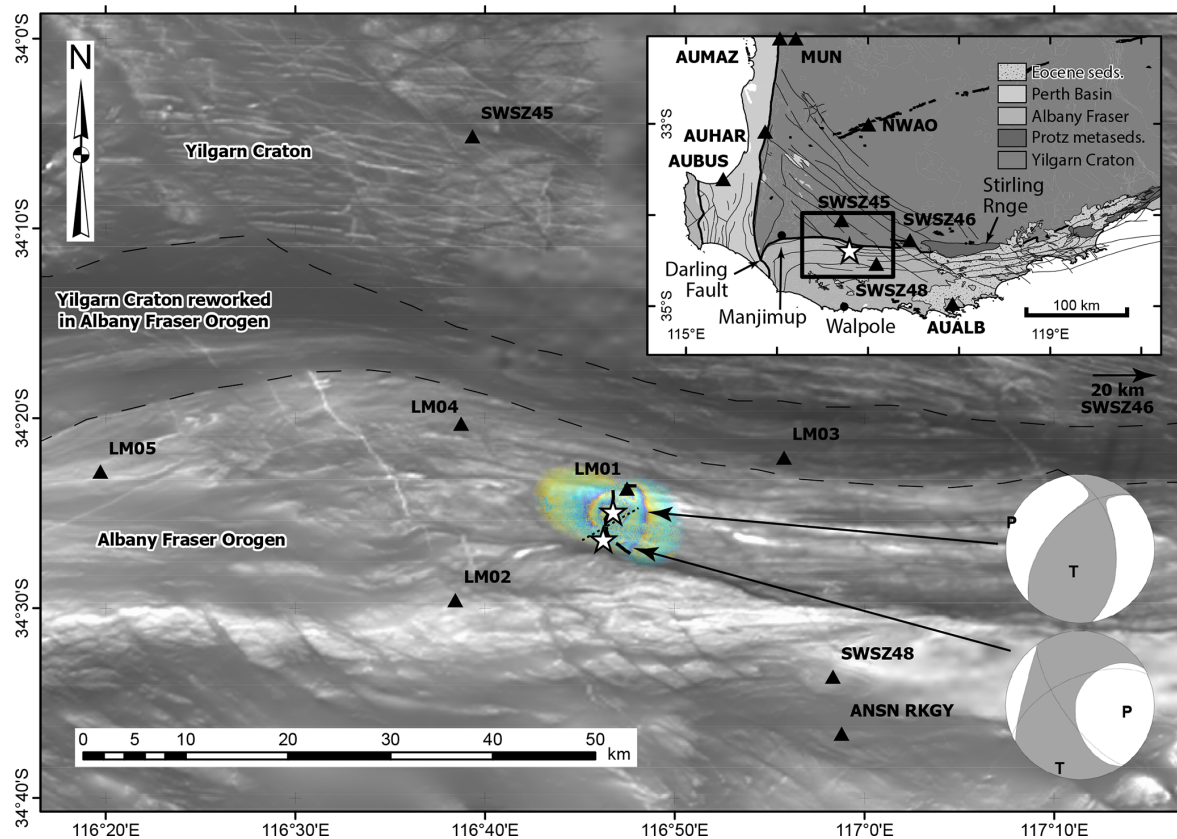 34°0'S
34°10'S
34°20'S
34°30'S
34°40'S
N
SWSZ45
Yilgarn Craton
Yilgarn Craton reworked
in Albany Fraser Orogen
LM04
LM05
LM03
LM01
Albany Fraser Orogen
LM02
SWSZ48
ANSN RKGY
20 km
SWSZ46
P
T
P
T
0 5 10 20 30 40 50
km
116°20'E 116°30'E 116°40'E 116°50'E 117°0'E 117°10'E
AUMAZ MUN
AUHAR
NWAO
AUBUS
33°S
35°S
Eocene seds.
Perth Basin
Albany Fraser
Protz metaseds.
Yilgarn Craton
Stirling
Rnge
SWSZ45
SWSZ46
Darling
Fault
SWSZ48
Manjimup
Walpole
AUALB
100 km
115°E 119°E